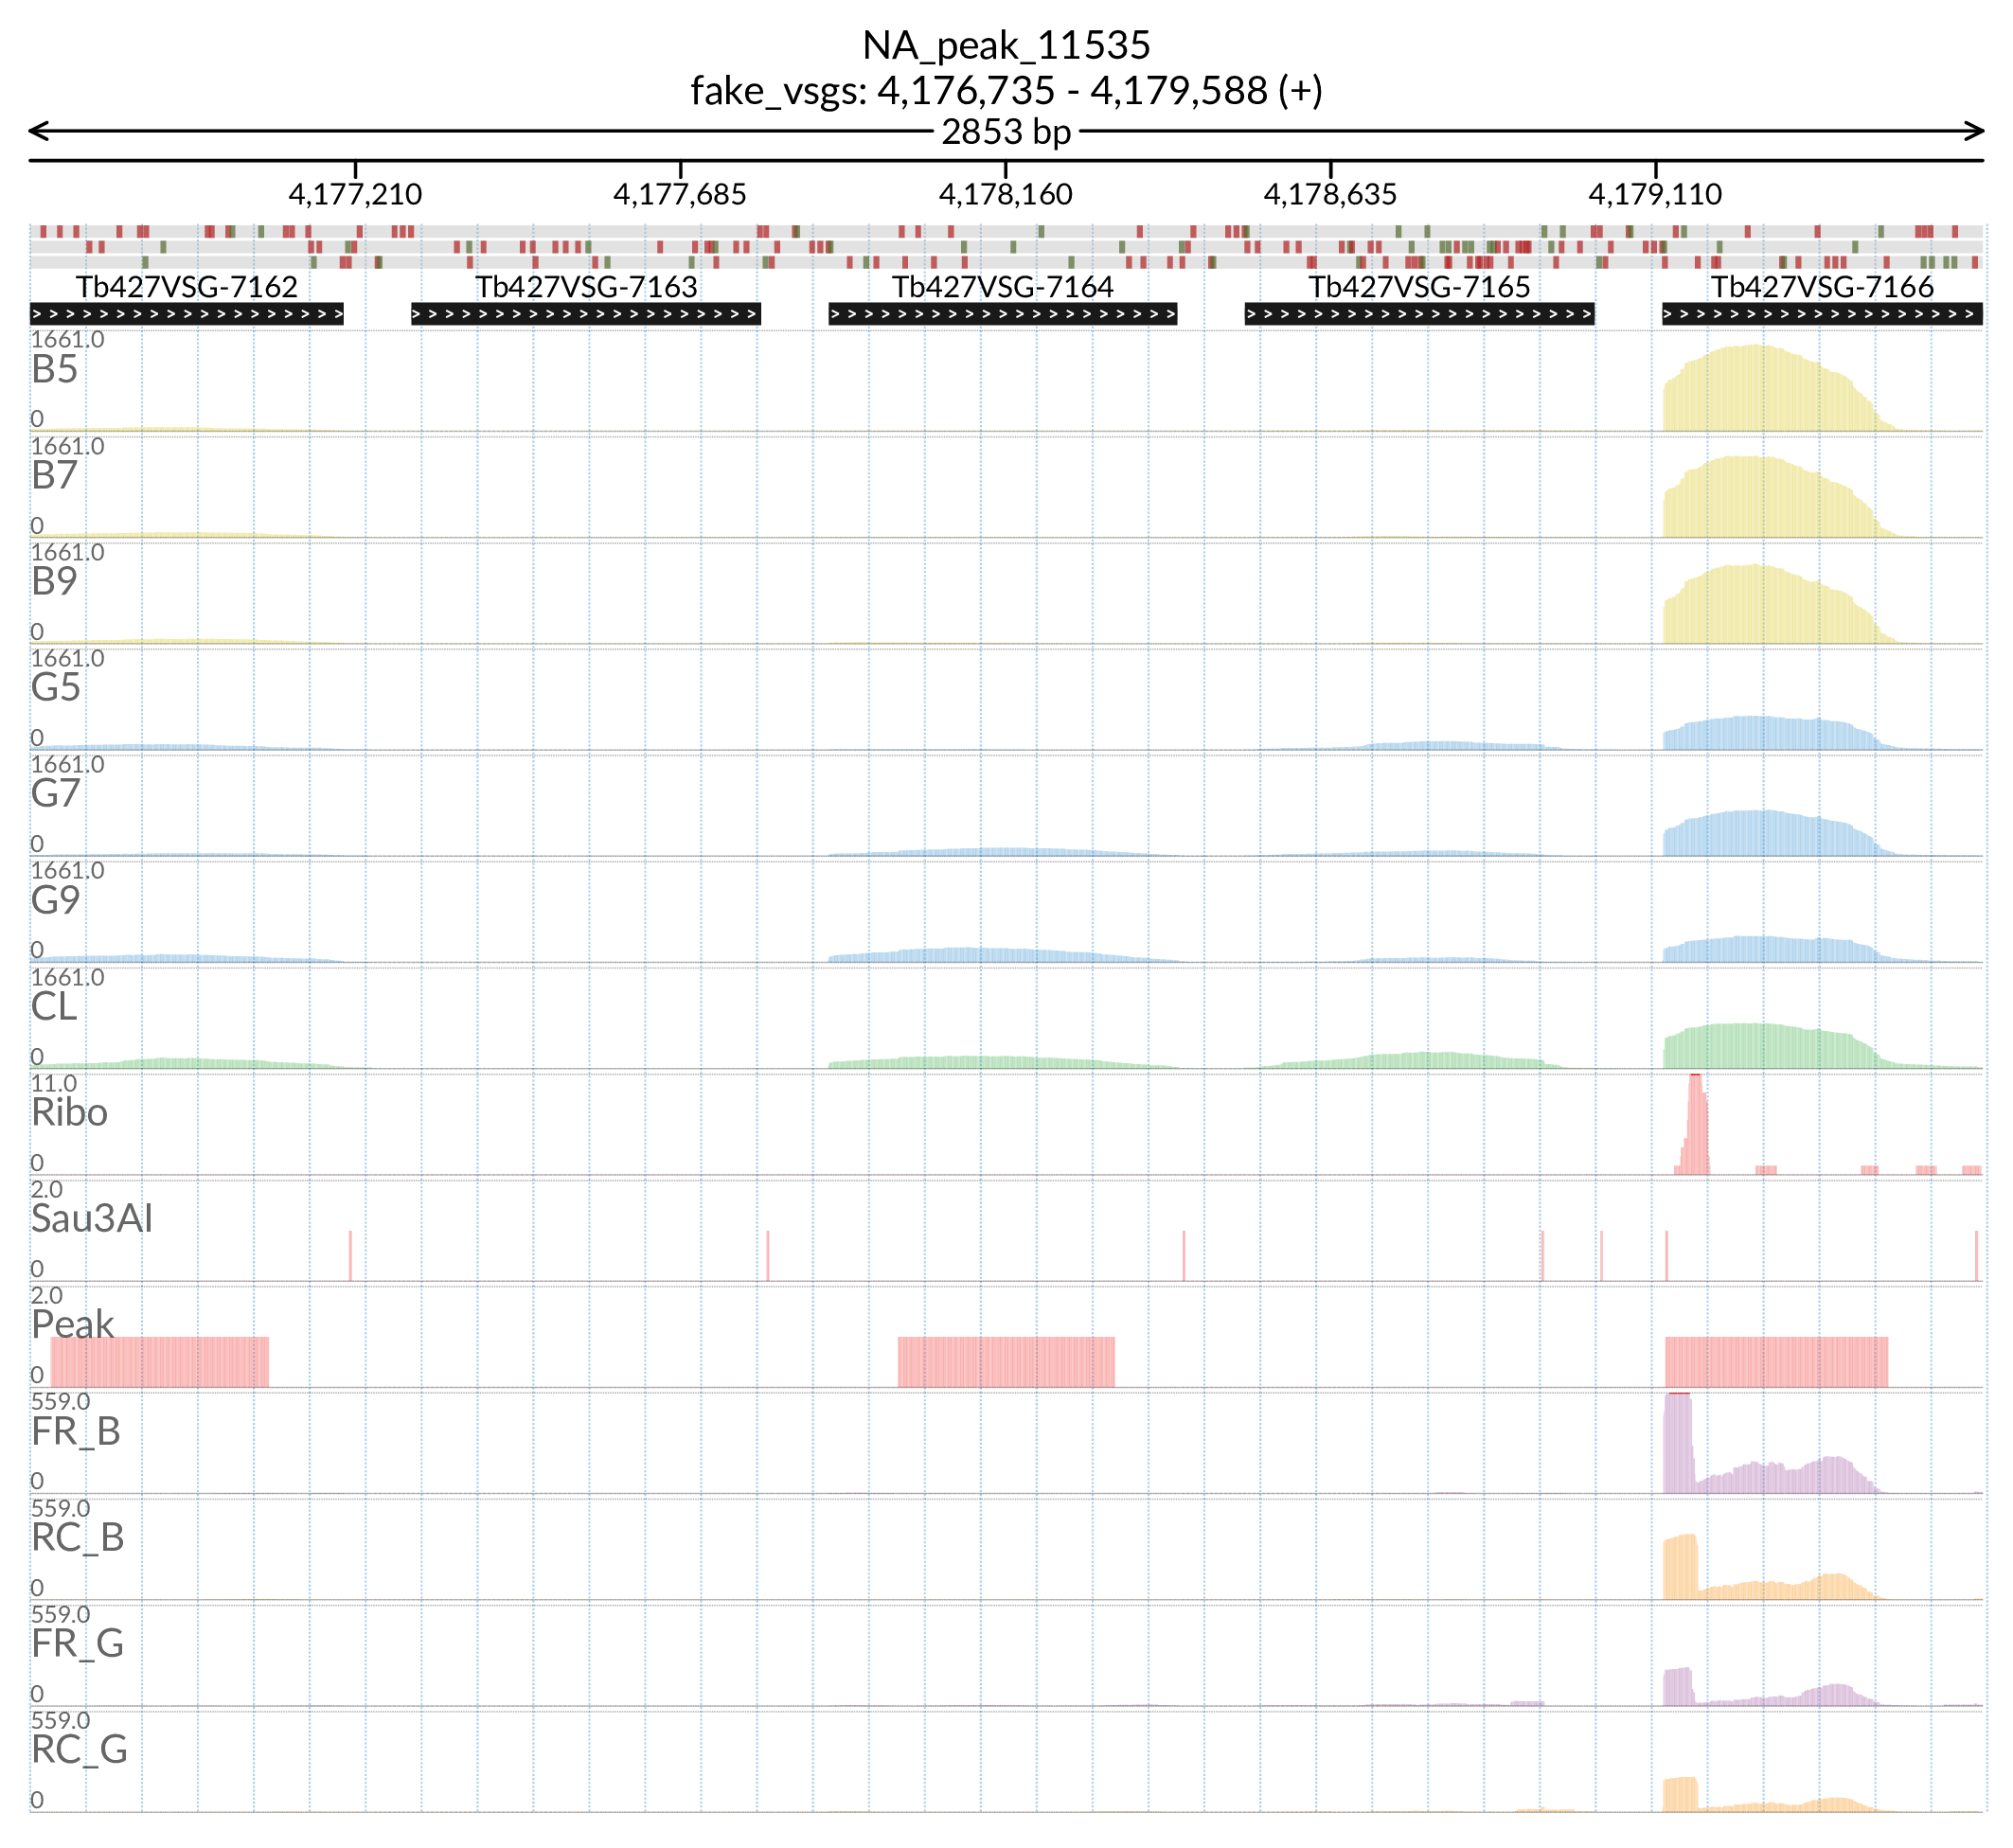 NA_peak_11535
fake_vsgs: 4,176,735 - 4,179,588 (+)
2853 bp
4,177,210 4,177,685 4,178,160 4,178,635 4,179,110
Tb427VSG-7162 Tb427VSG-7163 Tb427VSG-7164 Tb427VSG-7165 Tb427VSG-7166
1661.0
B5
0
1661.0
B7
0
1661.0
B9
0
1661.0
G5
0
1661.0
G7
0
1661.0
G9
0
1661.0
CL
0
11.0
Ribo
0
2.0
Sau3AI
0
2.0
Peak
0
559.0
FR_B
0
559.0
RC_B
0
559.0
FR_G
0
559.0
RC_G
0